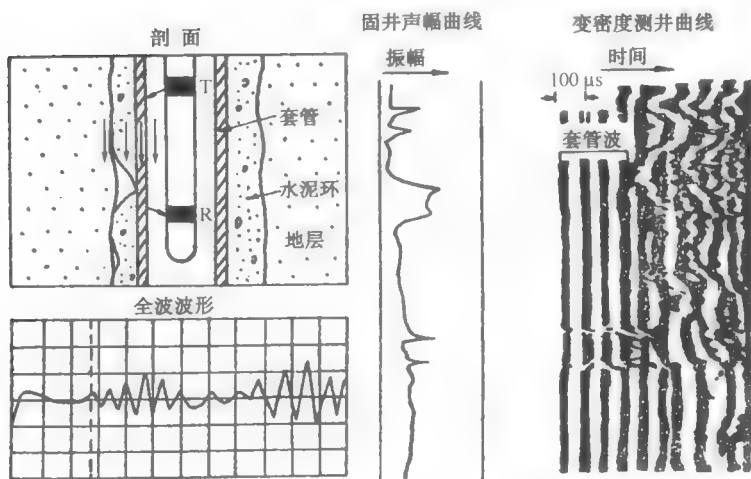 剖 面
T
套管
水泥环
R
地层
全波波形
固井声幅曲线
振幅
变密度测井曲线
时间
100 μs
套管波